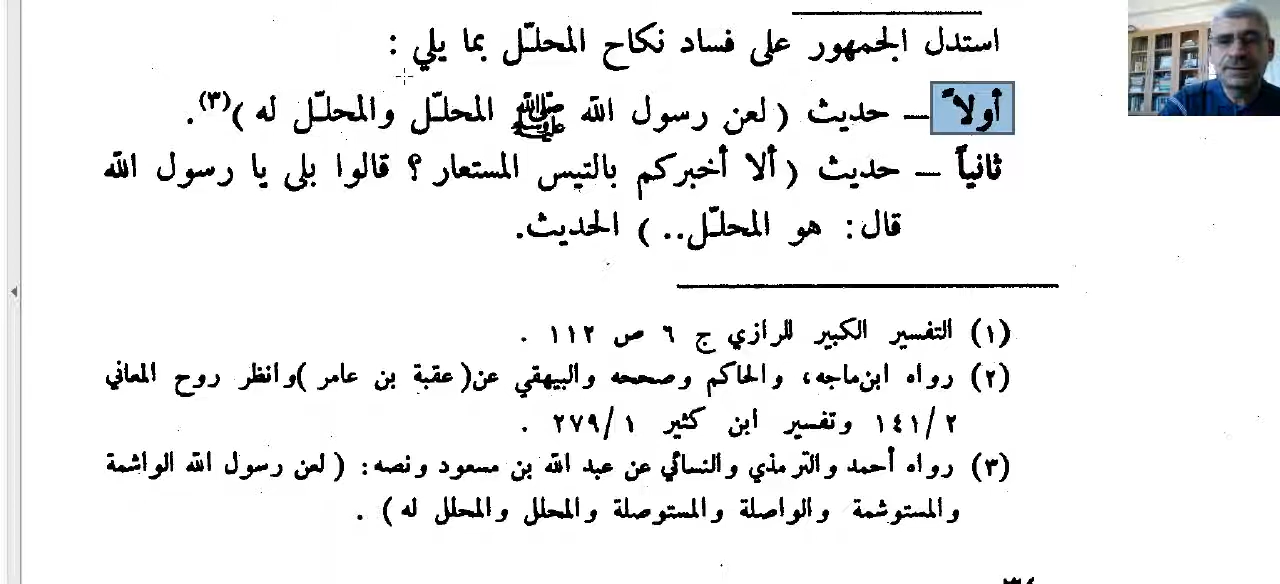 استدل الجمهور على فساد نكاح المحلّل بما يلي :
أولاً – حديث ( لعن رسول الله ﷺ المحلّل والمحلّل له )(٣).
ثانياً – حديث ( ألا أخبركم بالتيس المستعار ؟ قالوا بلى يا رسول الله
قال : هو المحلّل .. ) الحديث.
(١) التفسير الكبير للرازي ج ٦ ص ١١٢ .
(٢) رواه ابن ماجه، والحاكم وصححه والبيهقي عن (عقبة بن عامر ) وانظر روح المعاني
١٤١/٢ وتفسير ابن كثير ٢٧٩/١ .
(٣) رواه أحمد والترمذي والنسائي عن عبد الله بن مسعود ونصه : ( لعن رسول الله الواشمة
والمستوشمة والواصلة والمستوصلة والمحلل والمحلل له ) .